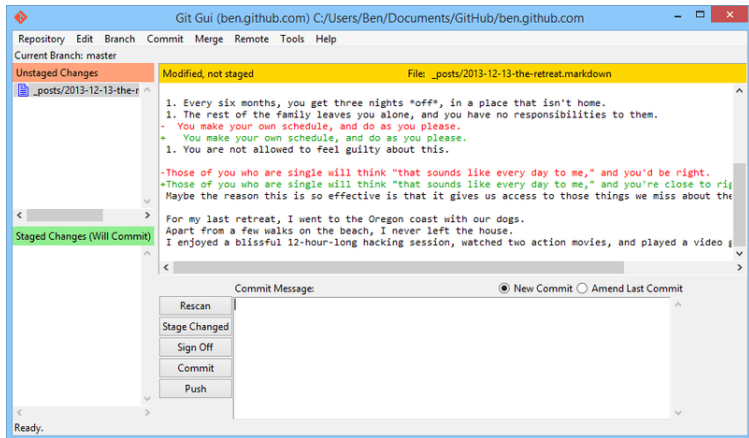 Git Gui (ben.github.com) C:/Users/Ben/Documents/GitHub/ben.github.com
Repository Edit Branch Commit Merge Remote Tools Help
Current Branch: master
Unstaged Changes
_posts/2013-12-13-the-r
Staged Changes (Will Commit)
Modified, not staged File: _posts/2013-12-13-the-retreat.markdown
1. Every six months, you get three nights *off*, in a place that isn't home.
1. The rest of the family leaves you alone, and you have no responsibilities to them.
- You make your own schedule, and do as you please.
+ You make your own schedule, and do as you please.
1. You are not allowed to feel guilty about this.
-Those of you who are single will think "that sounds like every day to me," and you'd be right.
+Those of you who are single will think "that sounds like every day to me," and you're close to rig
Maybe the reason this is so effective is that it gives us access to those things we miss about the
For my last retreat, I went to the Oregon coast with our dogs.
Apart from a few walks on the beach, I never left the house.
I enjoyed a blissful 12-hour-long hacking session, watched two action movies, and played a video g
Commit Message: New Commit Amend Last Commit
Rescan
Stage Changed
Sign Off
Commit
Push
Ready.